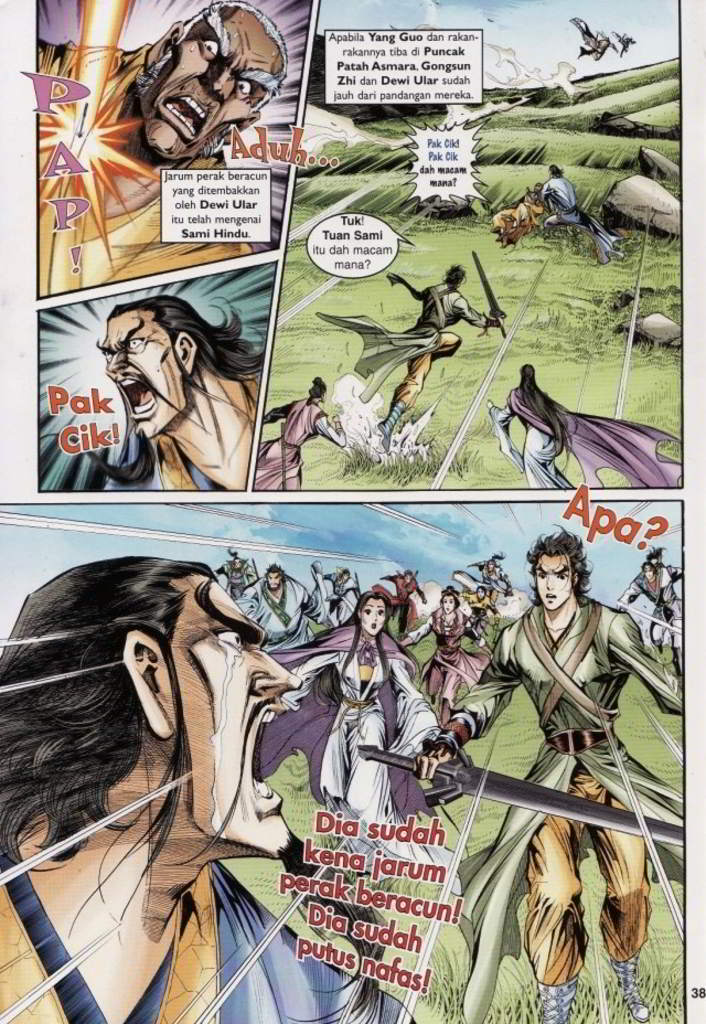 PAP!
Aduh...
Jarum perak beracun
yang ditembakkan
oleh Dewi Ular
itu telah mengenai
Sami Hindu.
Pak
Cik!
Apabila Yang Guo dan rakan-
rakannya tiba di Puncak
Patah Asmara, Gongsun
Zhi dan Dewi Ular sudah
jauh dari pandangan mereka.
Pak Cik!
Pak Cik
dah macam
mana?
Tuk!
Tuan Sami
itu dah macam
mana?
Apa?
Dia sudah
kena jarum
perak beracun!
Dia sudah
putus nafas!
38